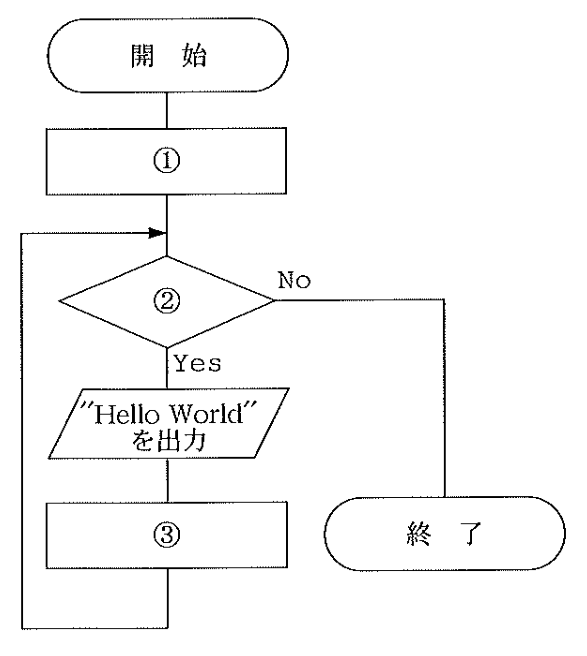 開 始
①
②
No
Yes
"Hello World"
を出力
③
終 了